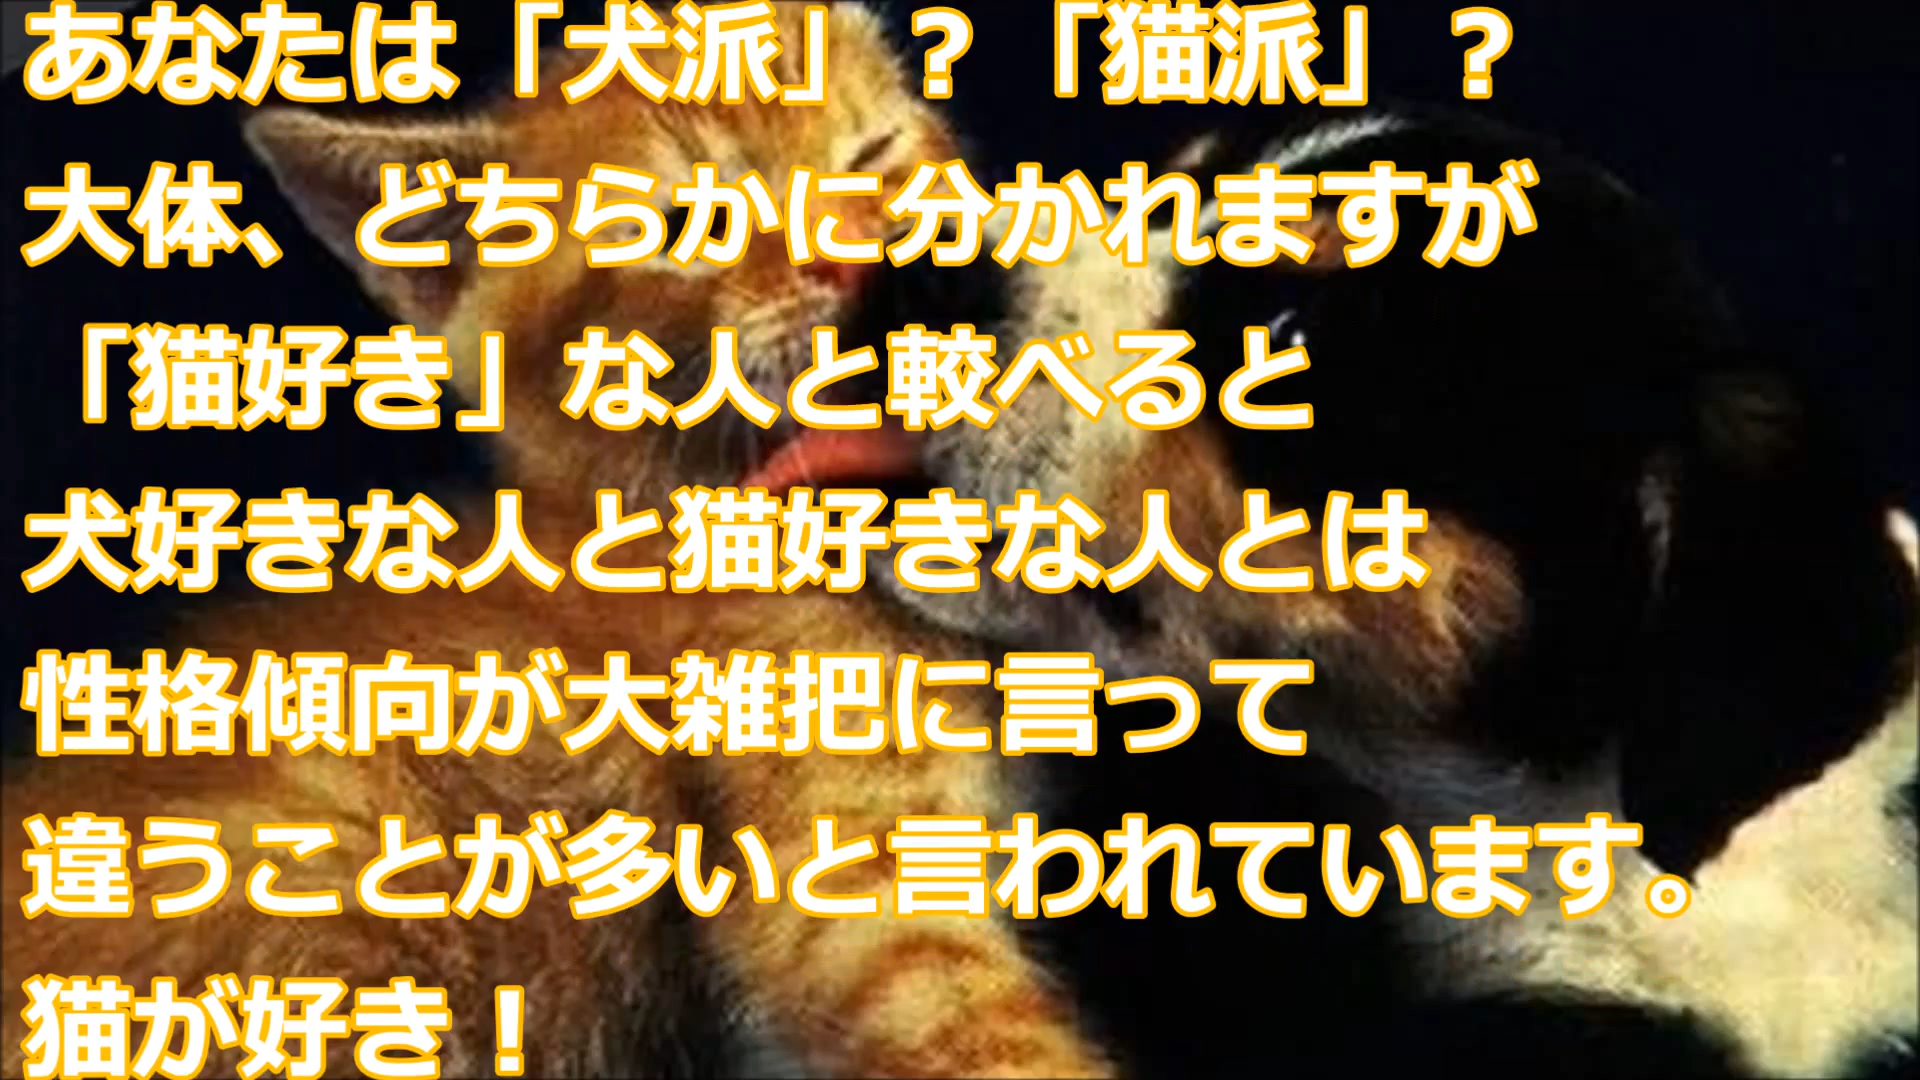 あなたは「犬派」？「猫派」？
大体、どちらかに分かれますが
「猫好き」な人と較べると
犬好きな人と猫好きな人とは
性格傾向が大雑把に言って
違うことが多いと言われています。
猫が好き！